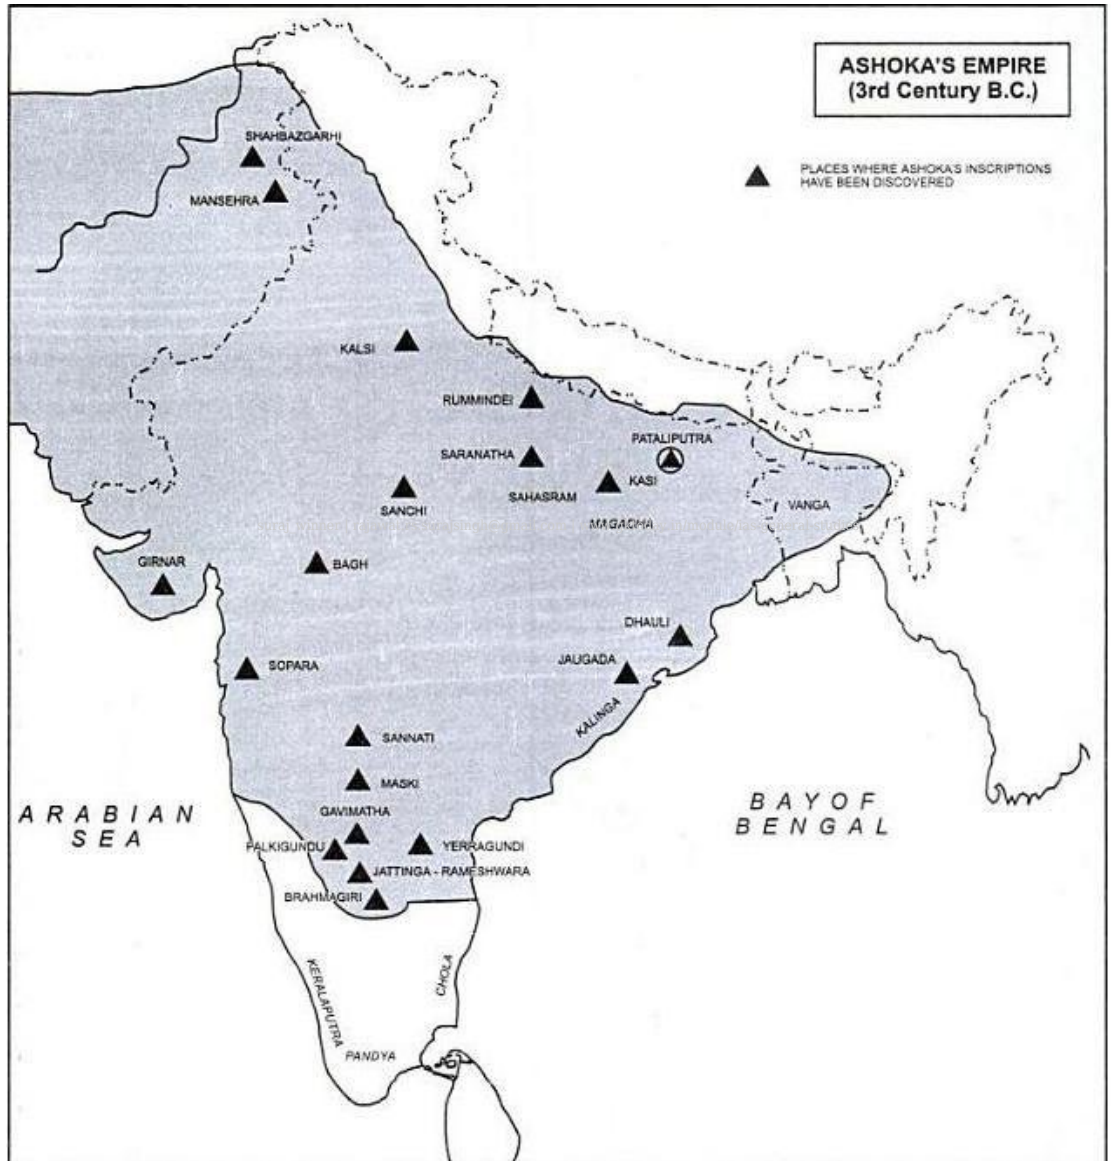 ASHOKA'S EMPIRE
(3rd Century B.C.)
PLACES WHERE ASHOKA'S INSCRIPTIONS
HAVE BEEN DISCOVERED
SHAHBAZGARHI
MANSEHRA
KALSI
RUMMINDEI
PATALIPUTRA
SARANATHA
KASI
SAHASRAM
SANCHI
VANGA
MAGADHA
GIRNAR
BAGH
DHAULI
JAUGADA
SOPARA
KALINGA
SANNATI
MASKI
ARABIAN
SEA
BAY OF
BENGAL
GAVIMATHA
PALKIGUNDU
YERRAGUNDI
JATTINGA - RAMESHWARA
BRAHMAGIRI
KERALAPUTRA
CHOLA
PANDYA